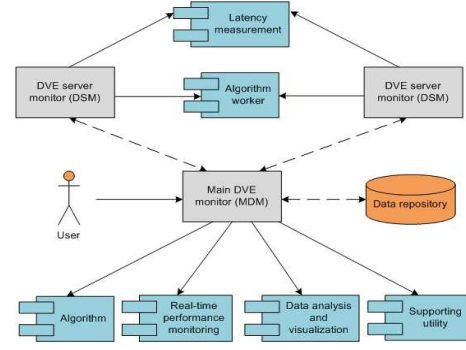 Latency
measurement
DVE server
monitor (DSM)
Algorithm
worker
DVE server
monitor (DSM)
Main DVE
monitor (MDM)
Data repository
User
Algorithm
Real-time
performance
monitoring
Data analysis
and
visualization
Supporting
utility